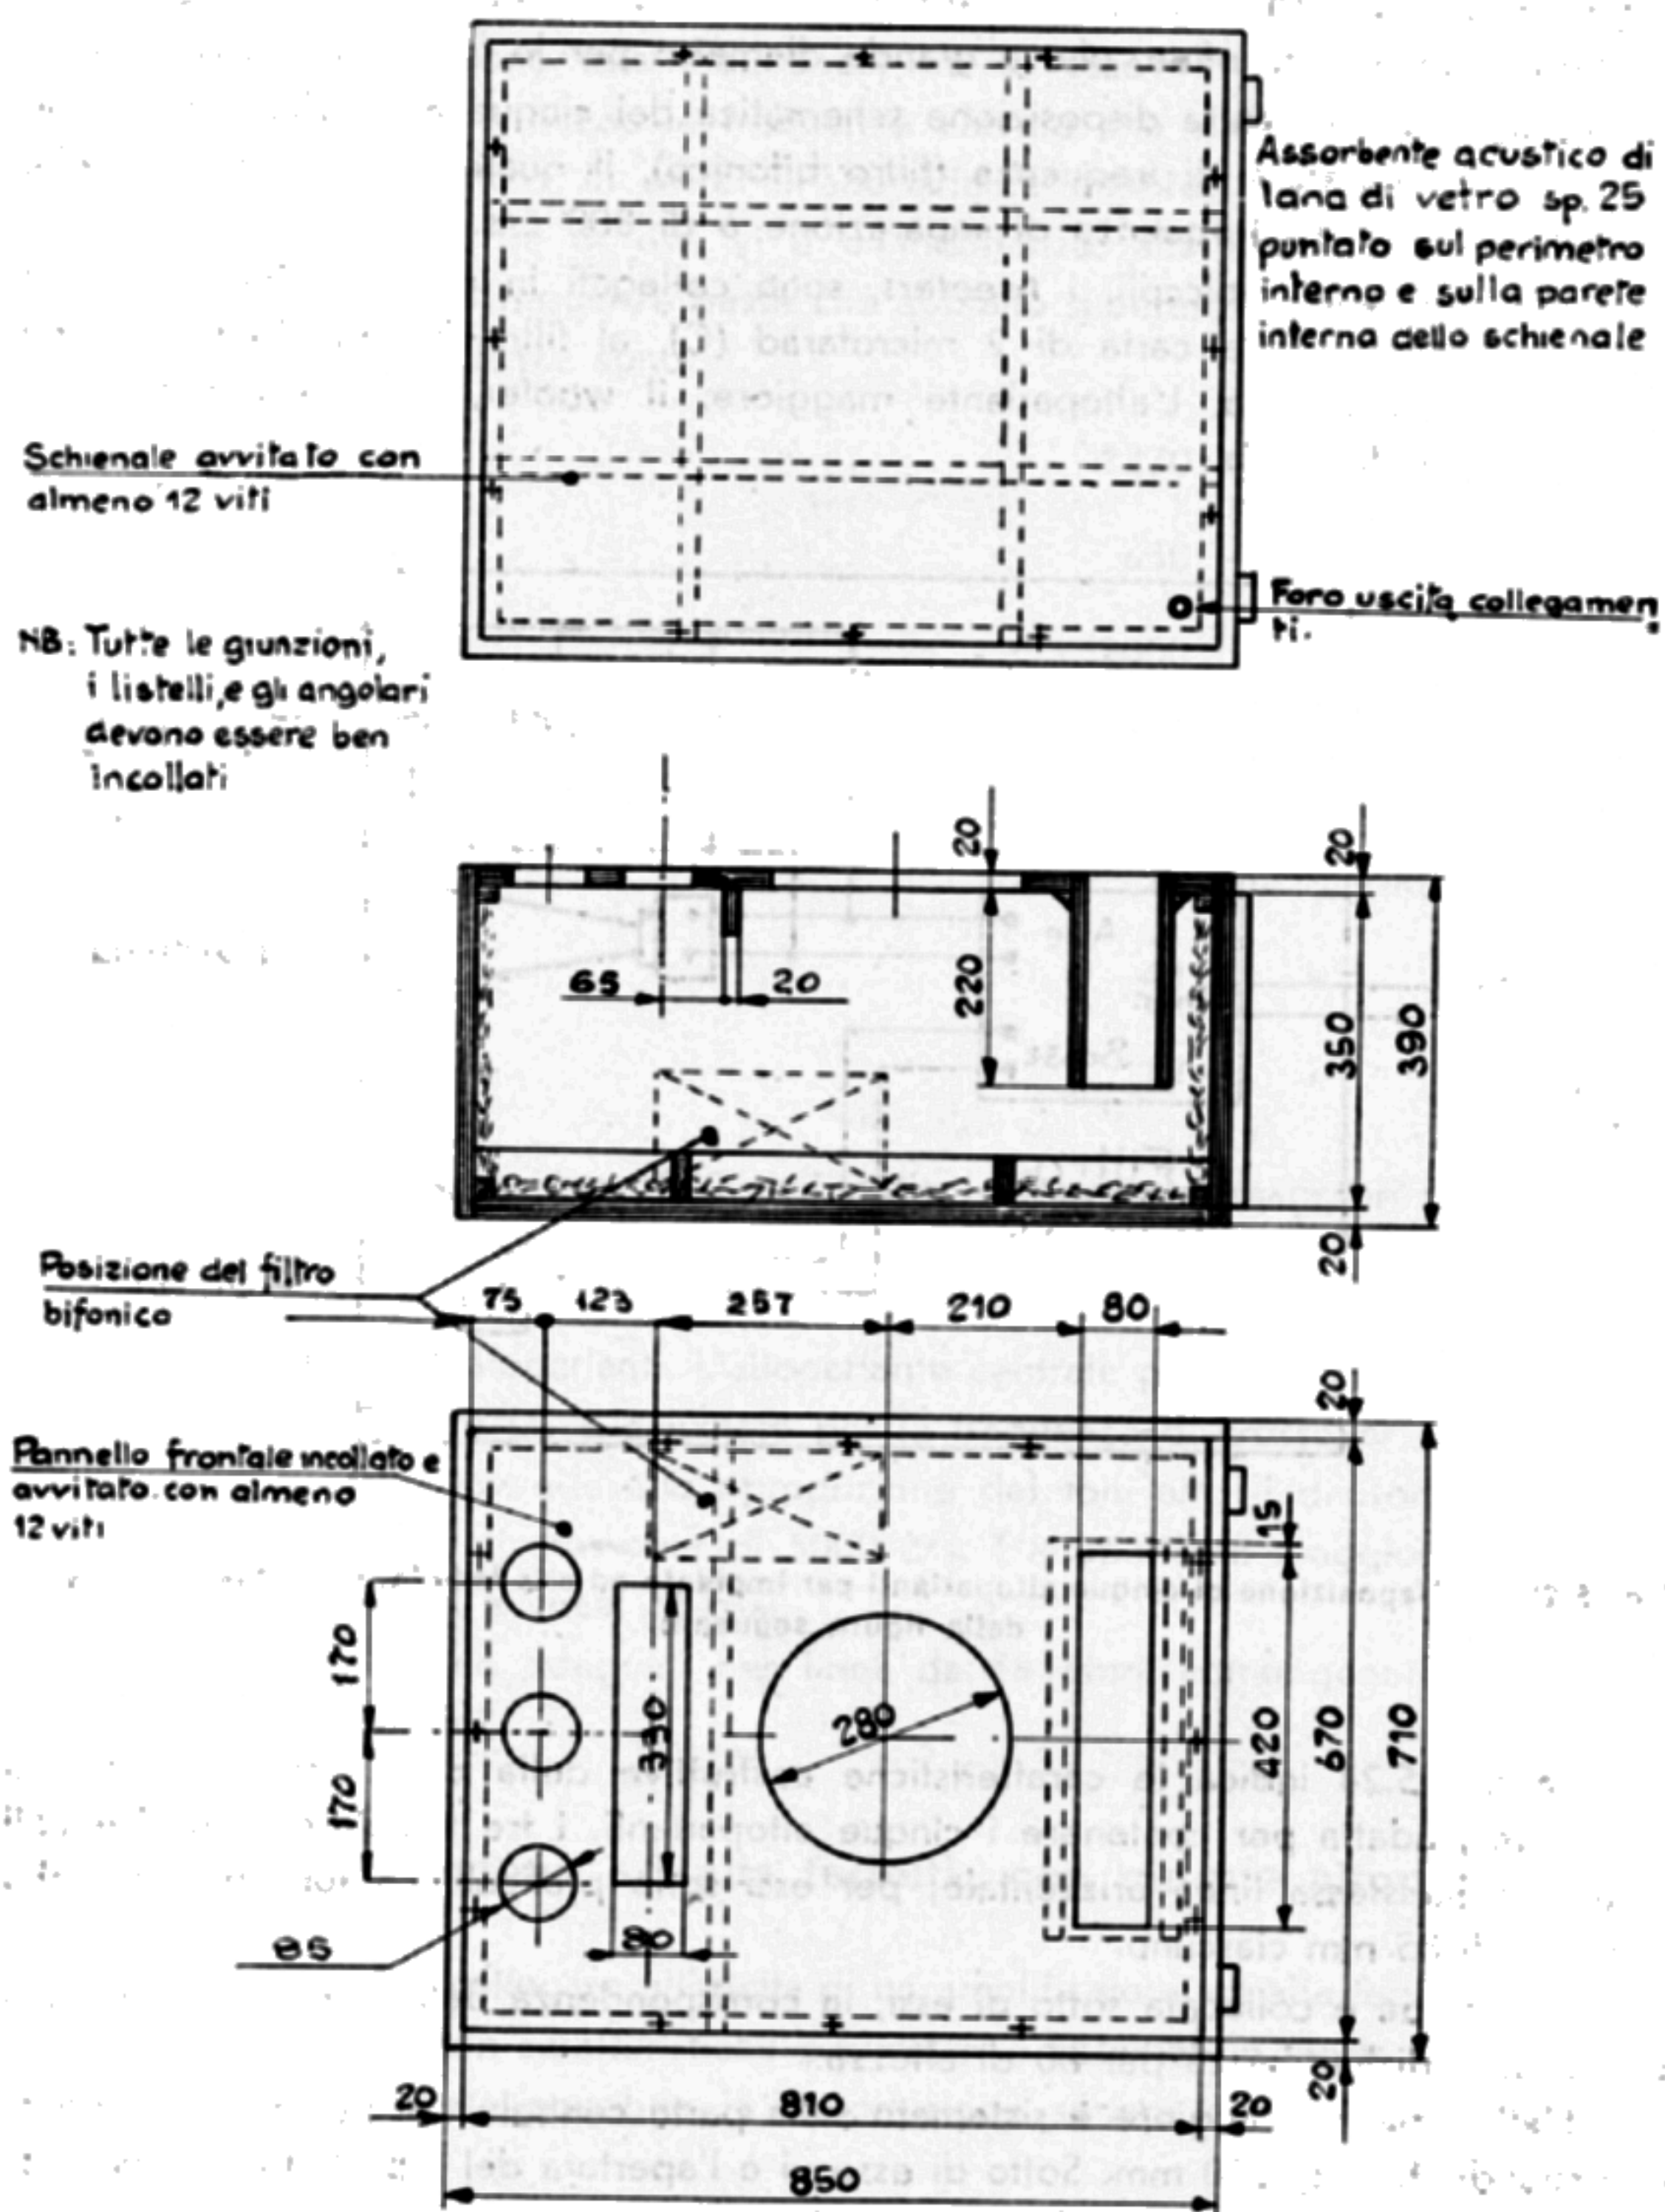 Assorbente acustico di
lana di vetro sp. 25
puntato sul perimetro
interno e sulla parete
interna dello schienale
Schienale avvitato con
almeno 12 viti
Foro uscita collegamen
ti.
NB: Tutte le giunzioni,
i listelli, e gli angolari
devono essere ben
incollati
20
20
65
20
220
350
390
20
Posizione del filtro
bifonico
75
123
257
210
80
20
Pannello frontale incollato e
avvitato con almeno
12 viti
15
170
170
330
280
420
670
710
80
85
20
810
20
20
850